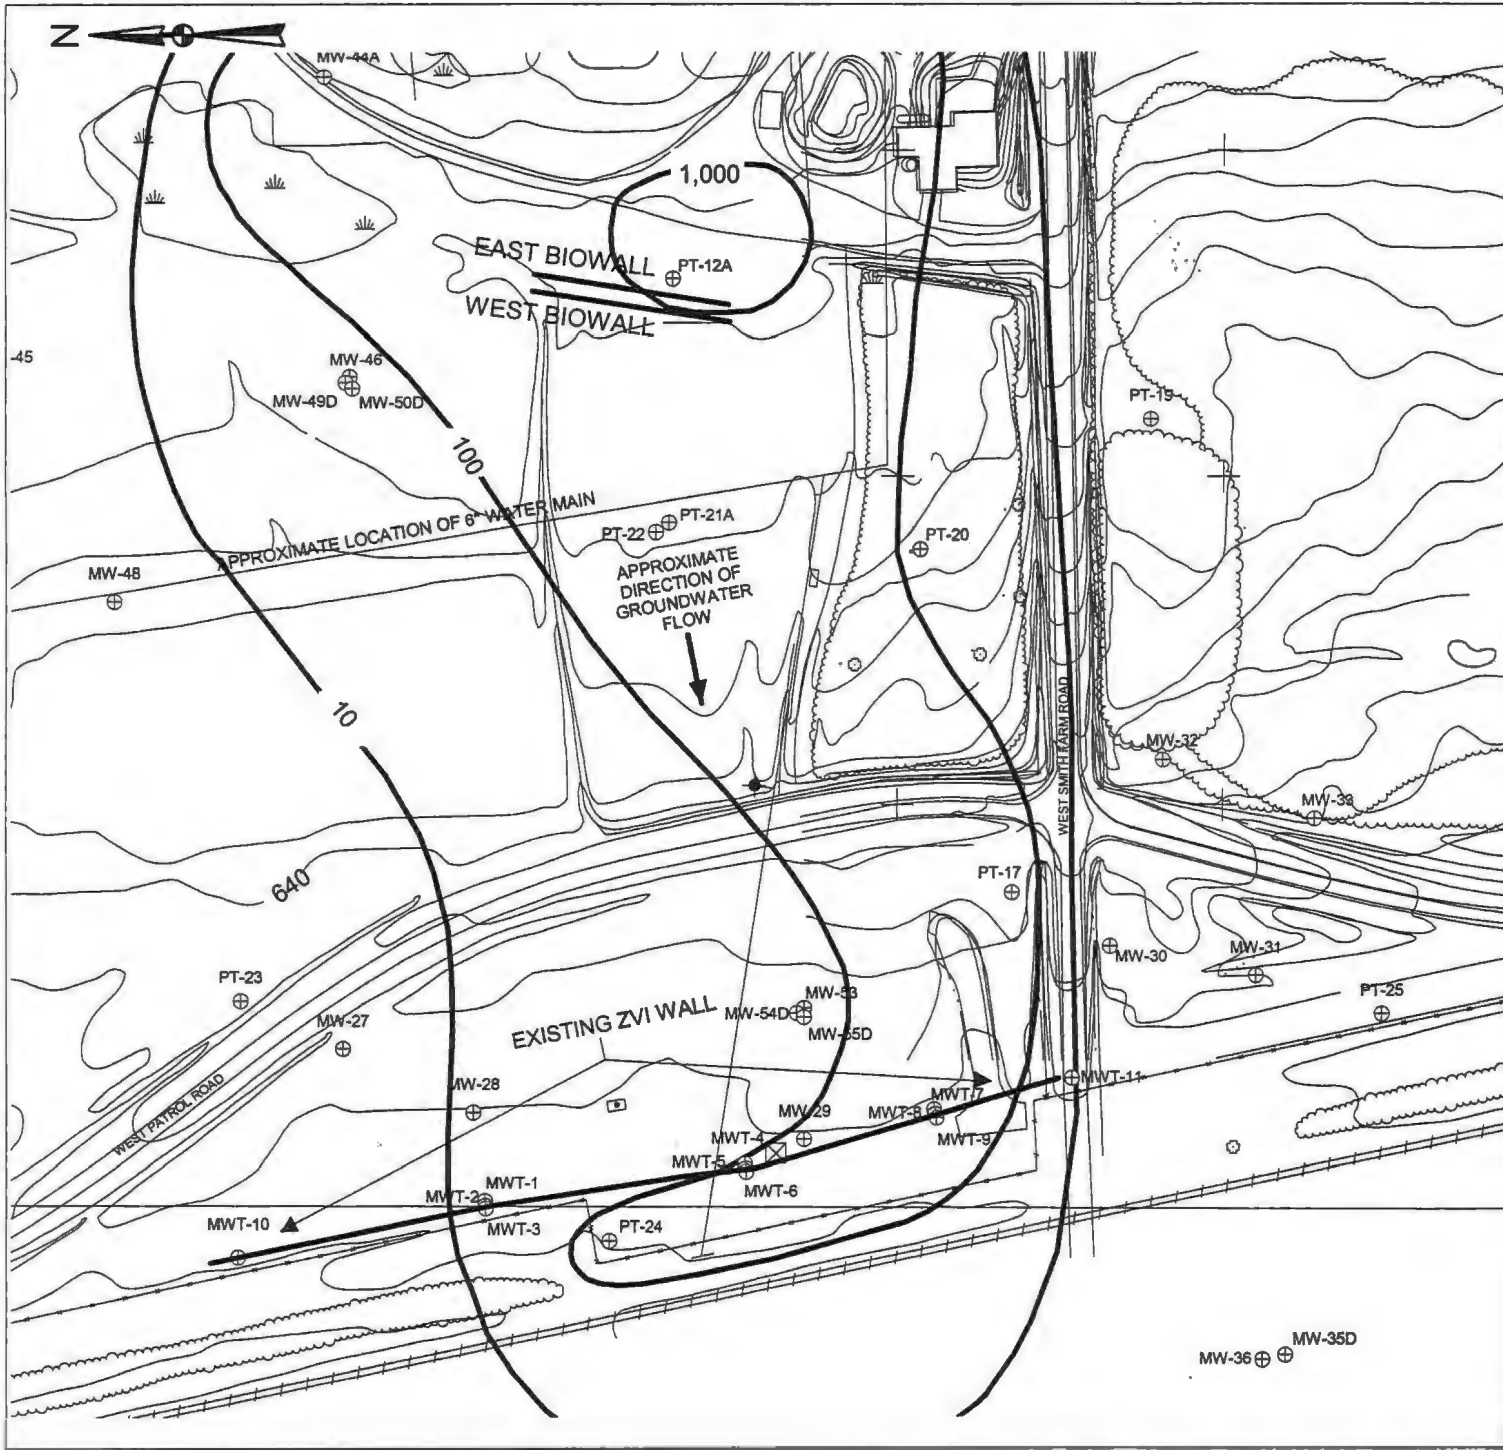 N
MW-44A
1,000
EAST BIOWALL
PT-12A
WEST BIOWALL
-45
MW-46
MW-49D
MW-50D
PT-19
100
APPROXIMATE LOCATION OF 6" WATER MAIN
PT-21A
PT-22
PT-20
APPROXIMATE
DIRECTION OF
GROUNDWATER
FLOW
MW-48
10
WEST SMITH FARM ROAD
MW-32
MW-33
640
PT-17
MW-30
MW-31
PT-23
MW-53
MW-54D
MW-55D
PT-25
EXISTING ZVI WALL
MW-27
WEST PATROL ROAD
MW-28
MWT-11
MWT-7
MW-29
MWT-8
MWT-9
MWT-4
MWT-5
MWT-6
MWT-1
MWT-2
MWT-3
MWT-10
PT-24
MW-35D
MW-36